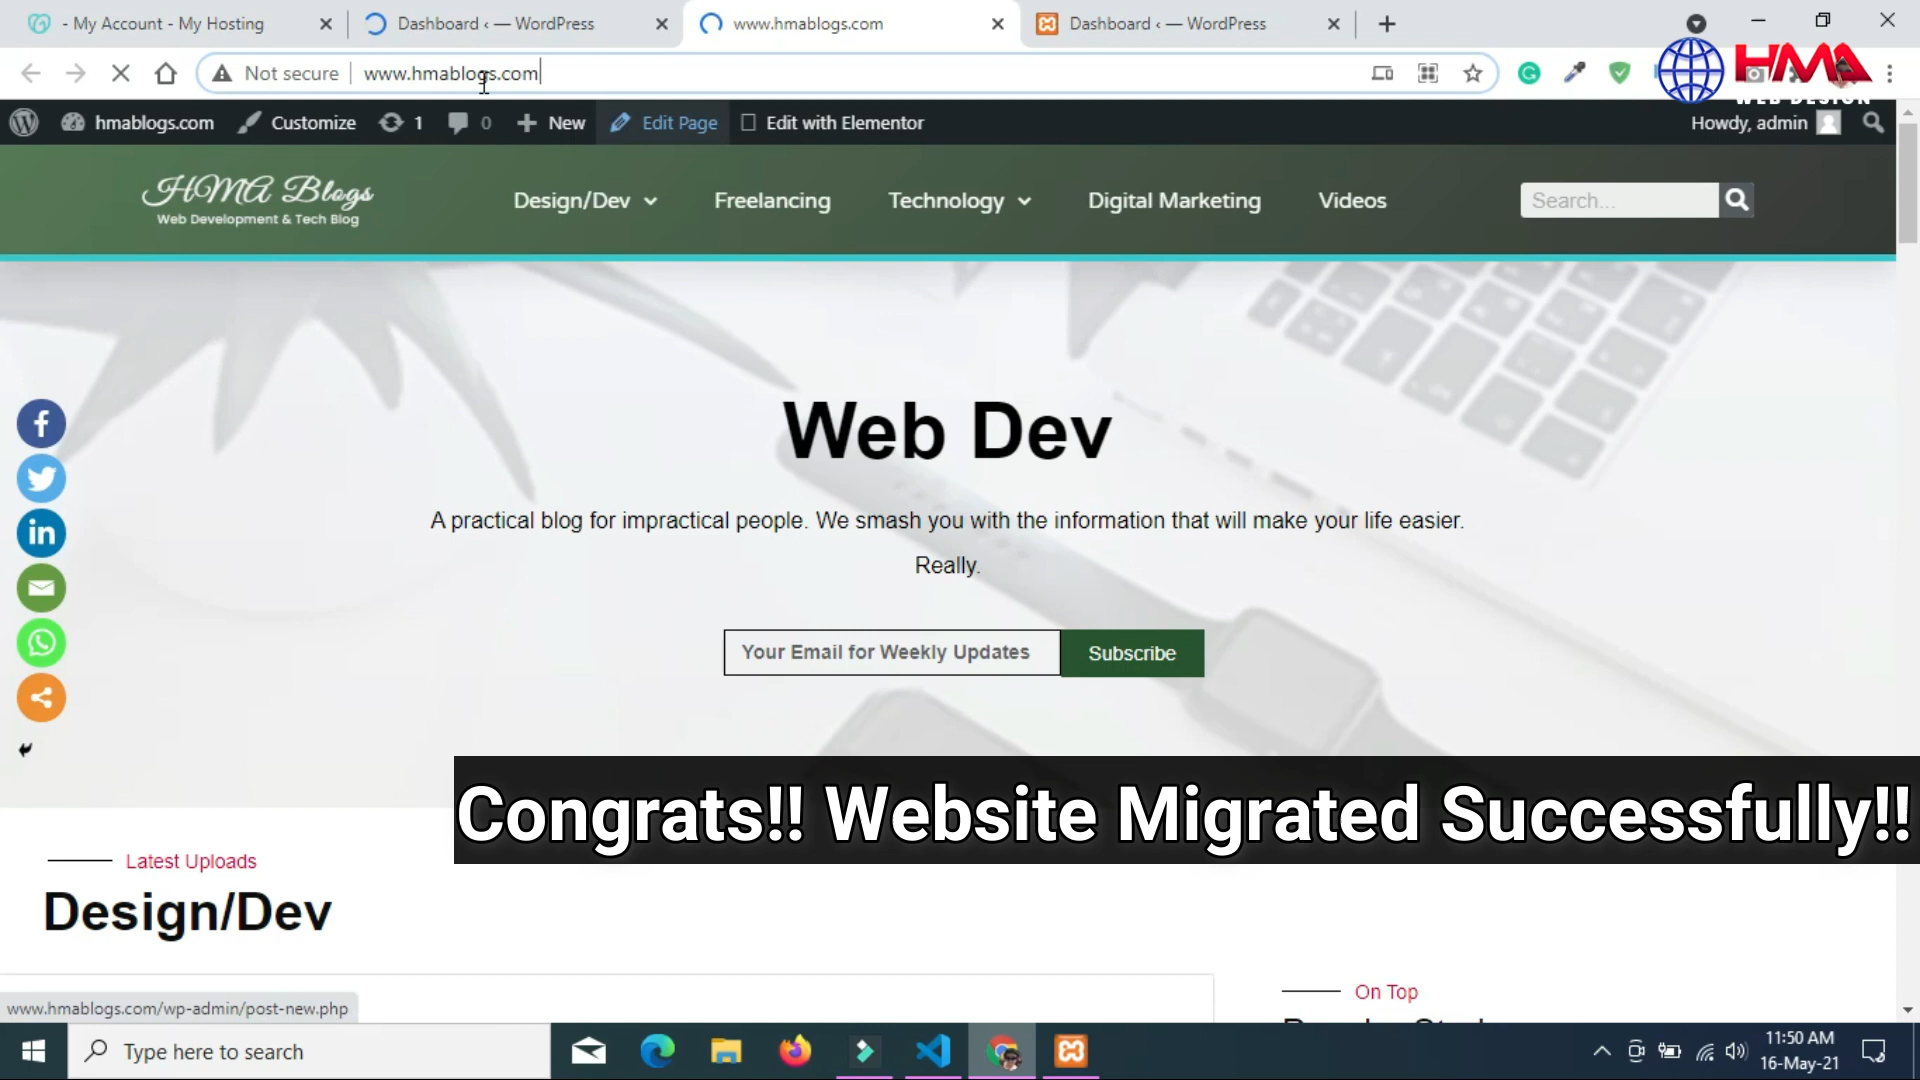 - My Account - My Hosting
Dashboard ‹ — WordPress
www.hmablogs.com
Dashboard ‹ — WordPress
Not secure
www.hmablogs.com
HMA
WEB DESIGN
hmablogs.com
Customize
1
0
New
Edit Page
Edit with Elementor
Howdy, admin
HMA Blogs
Web Development & Tech Blog
Design/Dev
Freelancing
Technology
Digital Marketing
Videos
Search...
Web Dev
A practical blog for impractical people. We smash you with the information that will make your life easier.
Really.
Your Email for Weekly Updates
Subscribe
Congrats!! Website Migrated Successfully!!
Latest Uploads
Design/Dev
On Top
www.hmablogs.com/wp-admin/post-new.php
Type here to search
11:50 AM
16-May-21